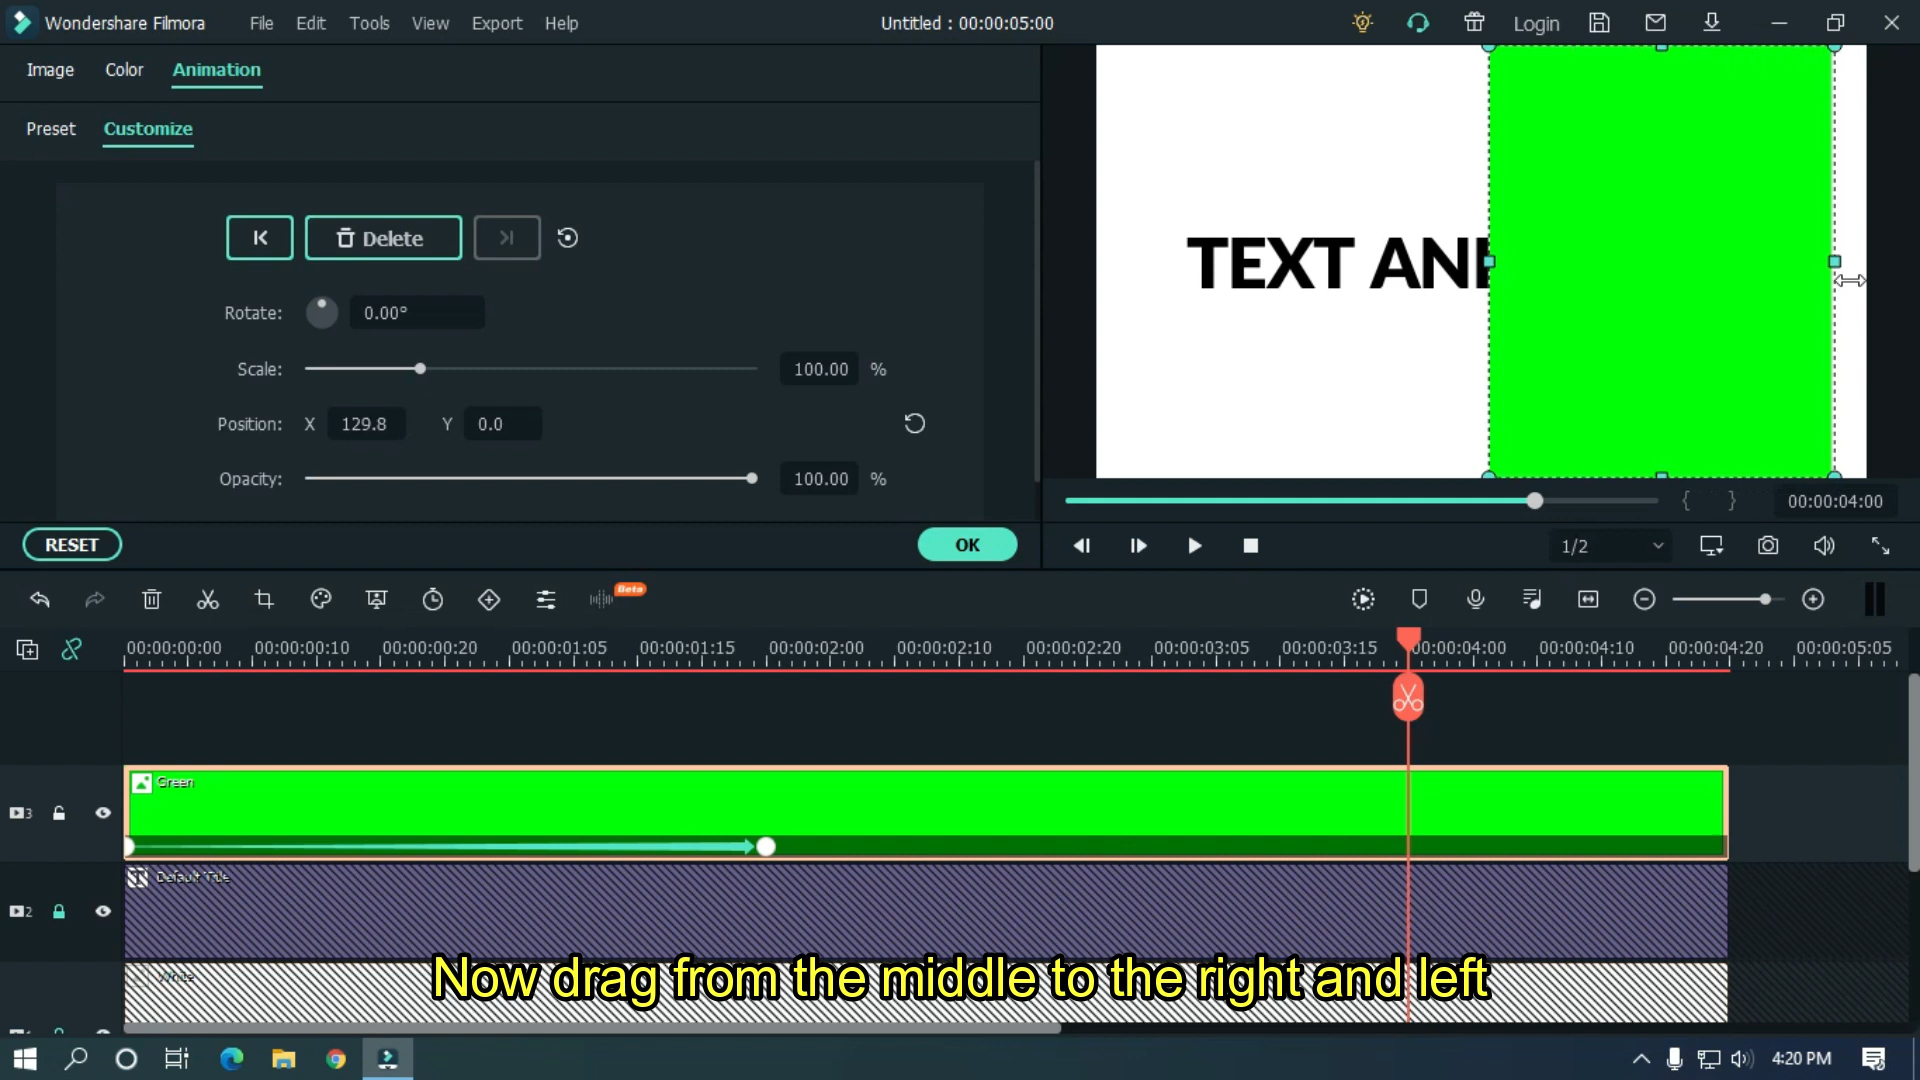 Wondershare Filmora File Edit Tools View Export Help Untitled : 00:00:05:00 Login
Image Color Animation
Preset Customize
Delete
Rotate: 0.00°
Scale: 100.00 %
Position: X 129.8 Y 0.0
Opacity: 100.00 %
RESET OK
TEXT AN
{ } 00:00:04:00
1/2
Beta
00:00:00:00 00:00:00:10 00:00:00:20 00:00:01:05 00:00:01:15 00:00:02:00 00:00:02:10 00:00:02:20 00:00:03:05 00:00:03:15 00:00:04:00 00:00:04:10 00:00:04:20 00:00:05:05
Green
3
Default Title
2
White
Now drag from the middle to the right and left
4:20 PM